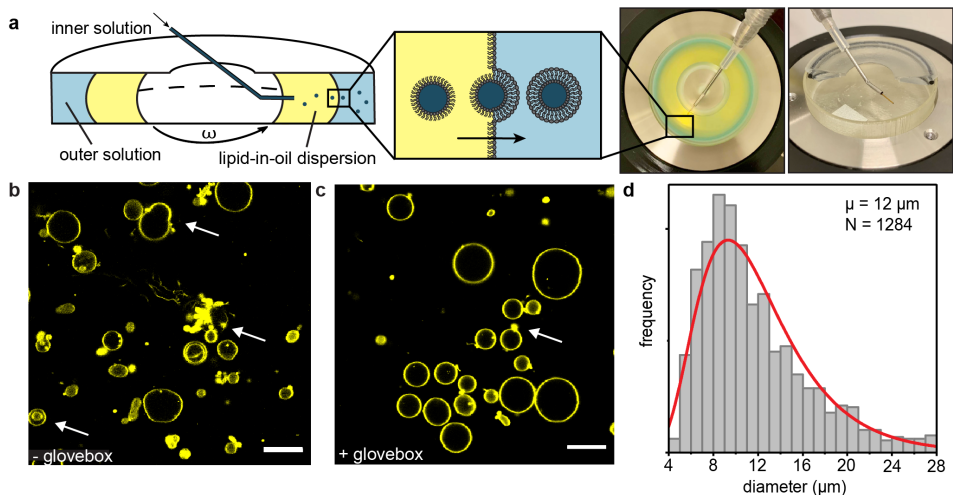 a
inner solution
ω
outer solution
lipid-in-oil dispersion
b
- glovebox
c
+ glovebox
d
μ = 12 μm
N = 1284
frequency
4 8 12 16 20 24 28
diameter (μm)